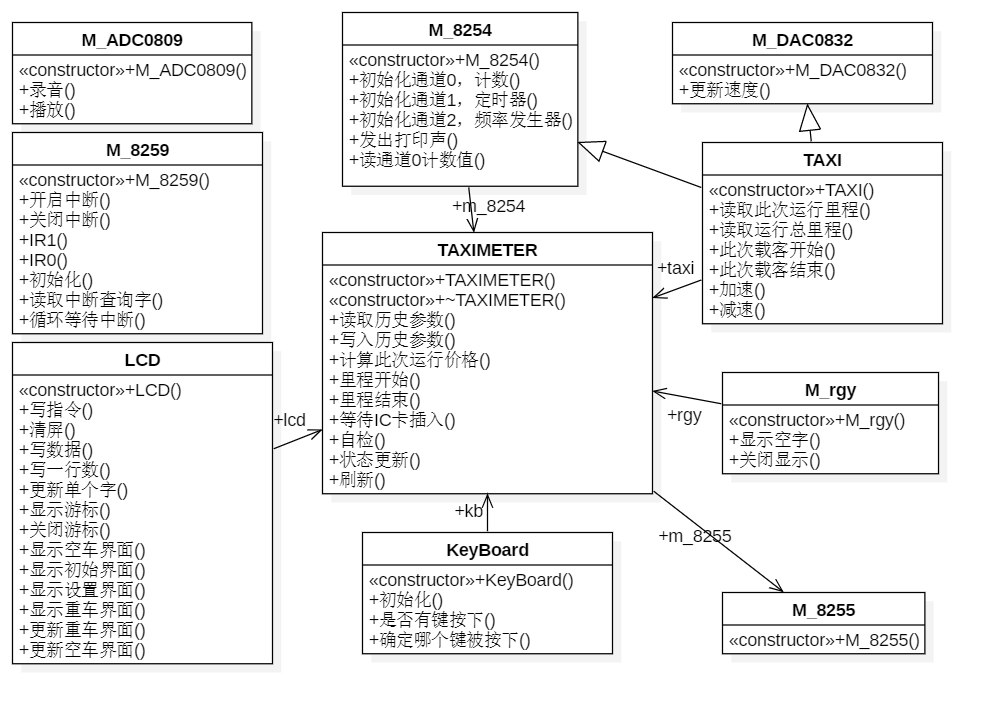 M_ADC0809
«constructor»+M_ADC0809()
+录音()
+播放()
M_8254
«constructor»+M_8254()
+初始化通道0，计数()
+初始化通道1，定时器()
+初始化通道2，频率发生器()
+发出打印声()
+读通道0计数值()
M_DAC0832
«constructor»+M_DAC0832()
+更新速度()
M_8259
«constructor»+M_8259()
+开启中断()
+关闭中断()
+IR1()
+IR0()
+初始化()
+读取中断查询字()
+循环等待中断()
TAXI
«constructor»+TAXI()
+读取此次运行里程()
+读取运行总里程()
+此次载客开始()
+此次载客结束()
+加速()
+减速()
+m_8254
+taxi
TAXIMETER
«constructor»+TAXIMETER()
«constructor»+~TAXIMETER()
+读取历史参数()
+写入历史参数()
+计算此次运行价格()
+里程开始()
+里程结束()
+等待IC卡插入()
+自检()
+状态更新()
+刷新()
LCD
«constructor»+LCD()
+写指令()
+清屏()
+写数据()
+写一行数()
+更新单个字()
+显示游标()
+关闭游标()
+显示空车界面()
+显示初始界面()
+显示设置界面()
+显示重车界面()
+更新重车界面()
+更新空车界面()
+lcd
M_rgy
«constructor»+M_rgy()
+显示空字()
+关闭显示()
+rgy
+kb
+m_8255
KeyBoard
«constructor»+KeyBoard()
+初始化()
+是否有键按下()
+确定哪个键被按下()
M_8255
«constructor»+M_8255()